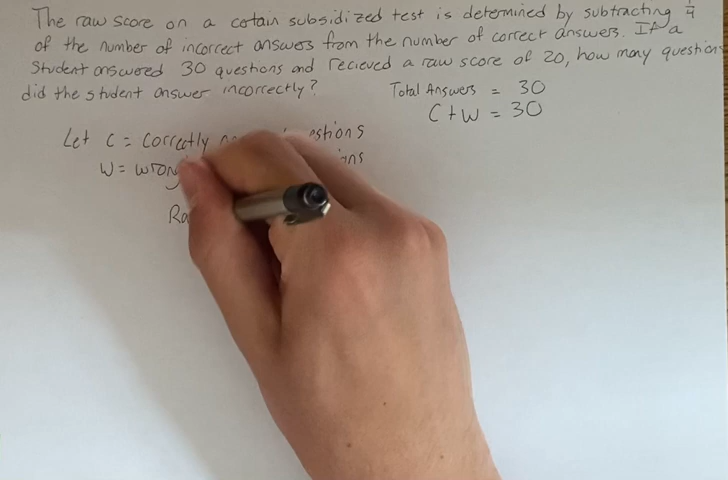 The raw score on a cetain subsidized test is determined by subtracting 1/4
of the number of incorrect answers from the number of correct answers. If a
student answered 30 questions and recieved a raw score of 20, how many questions
did the student answer incorrectly?
Total Answers = 30
C + W = 30
Let C = Correctly
W =